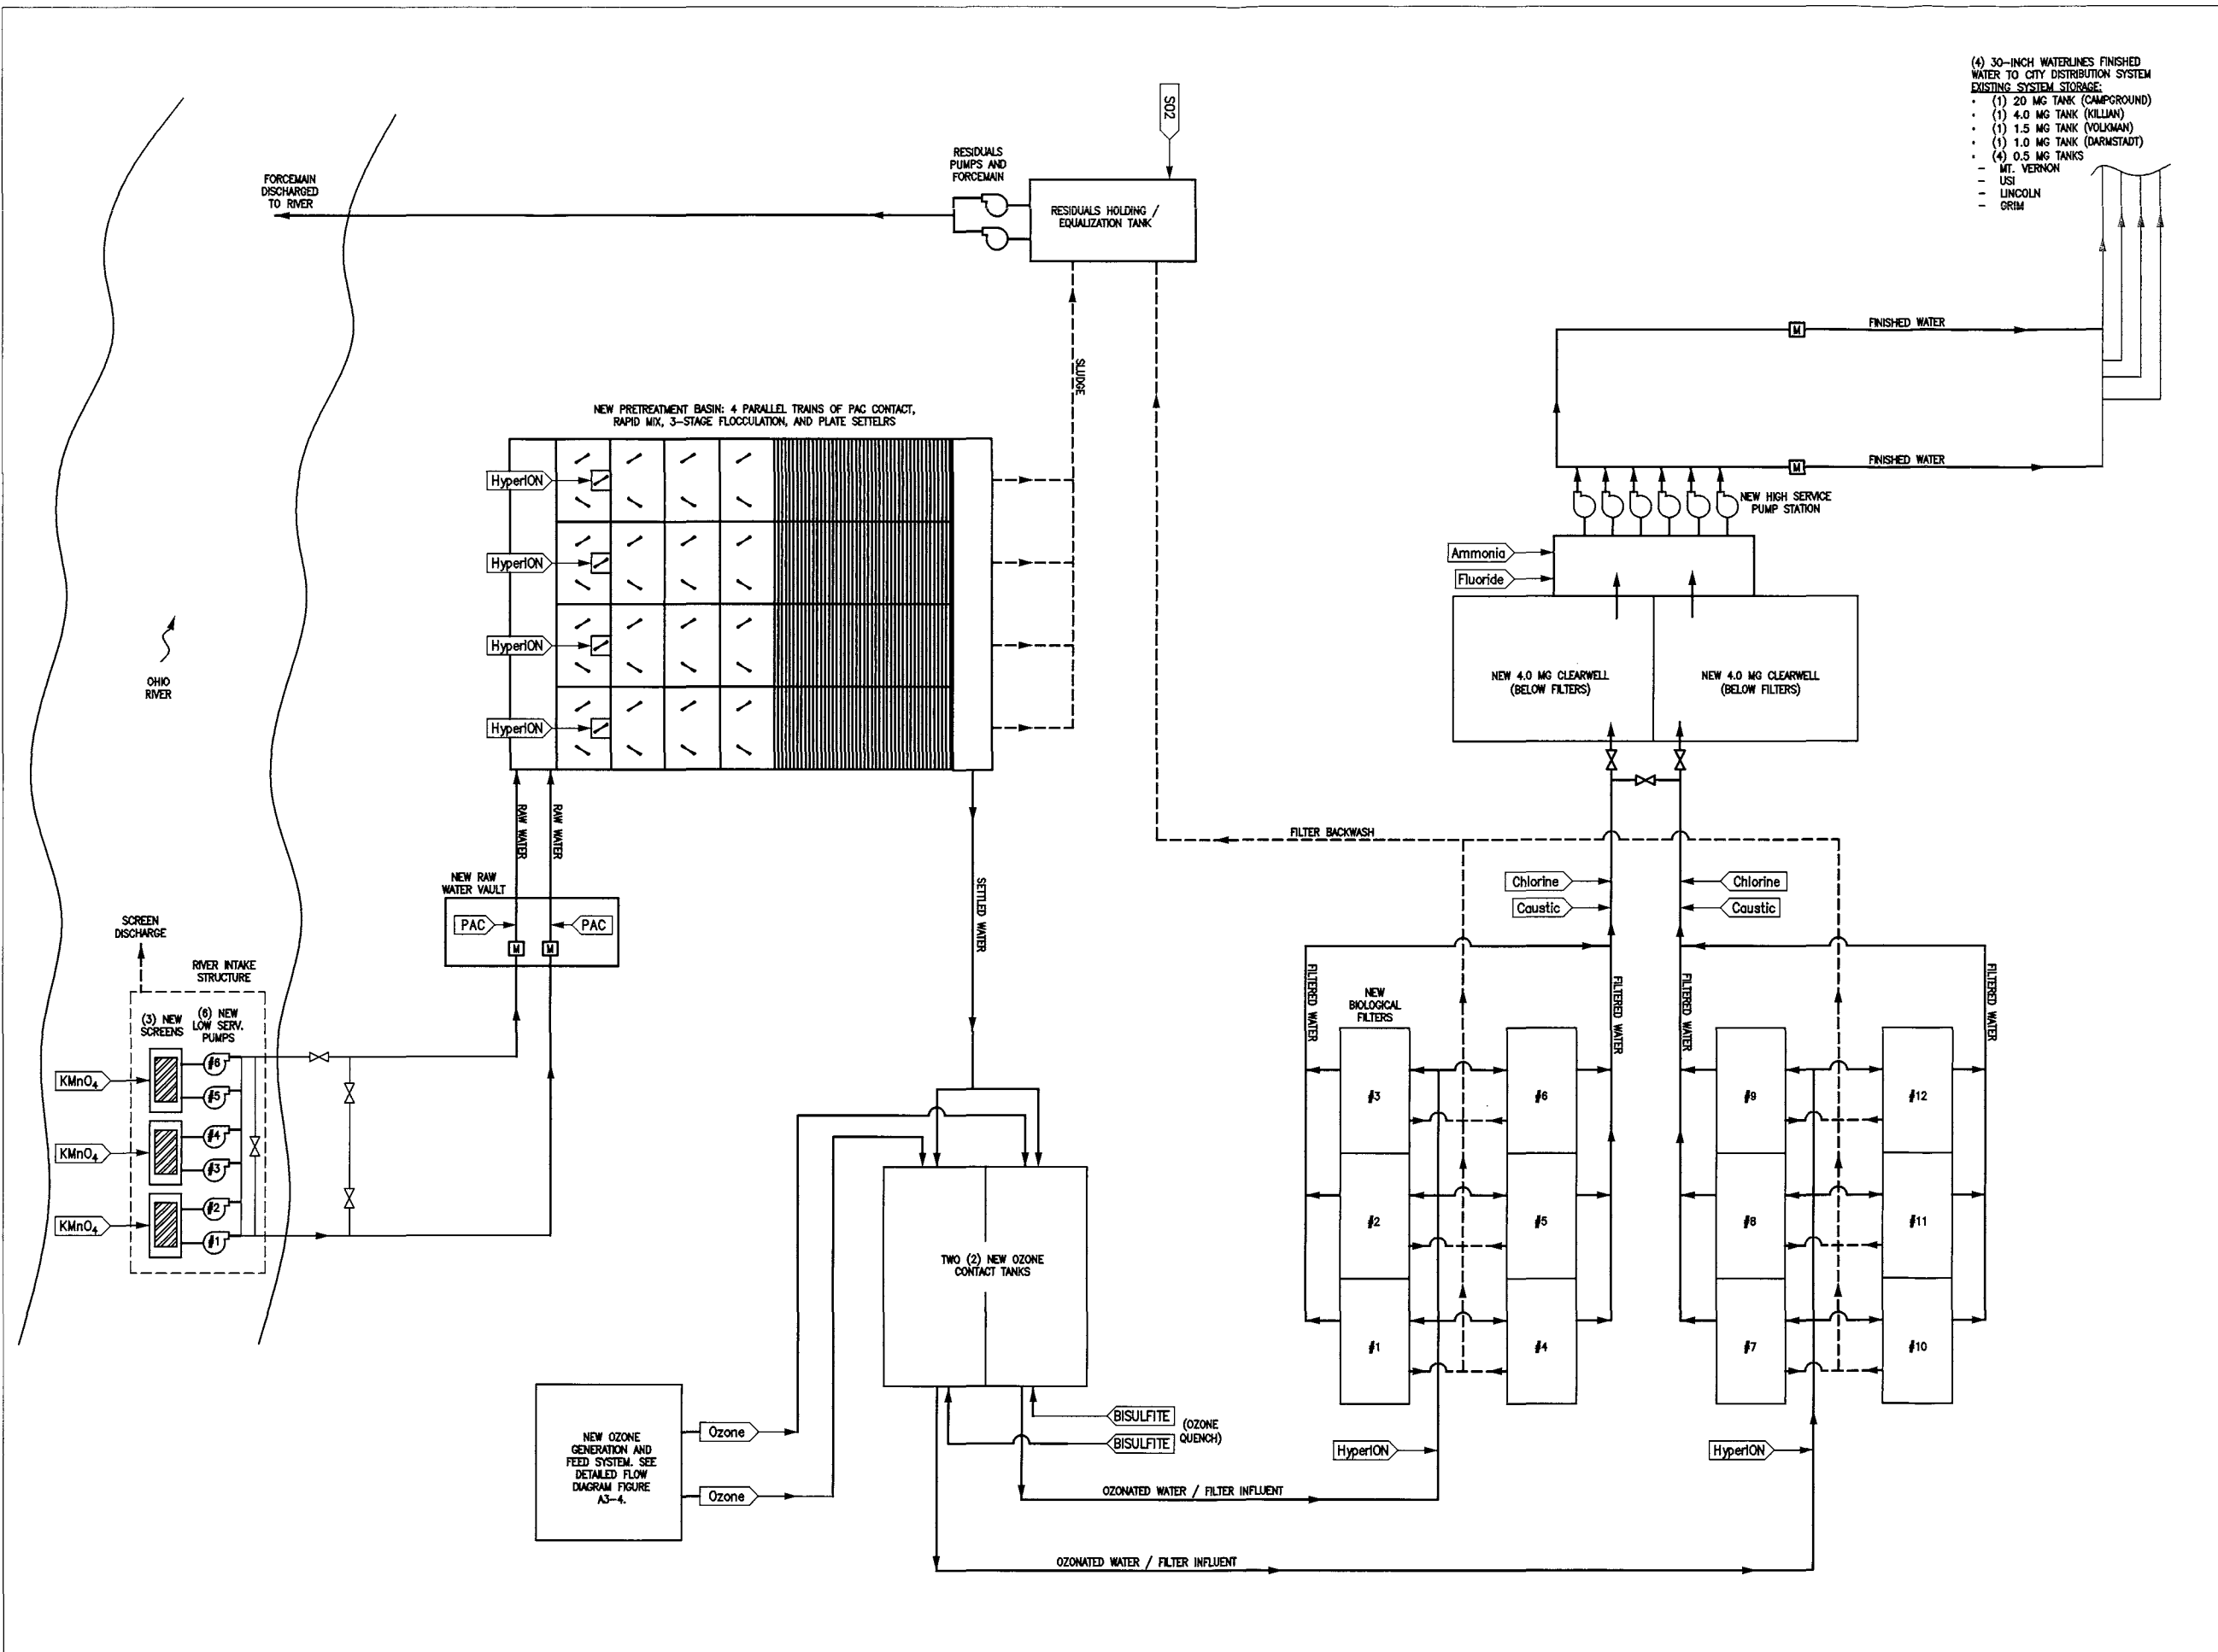 (4) 30-INCH WATERLINES FINISHED
WATER TO CITY DISTRIBUTION SYSTEM
EXISTING SYSTEM STORAGE:
· (1) 20 MG TANK (CAMPGROUND)
· (1) 4.0 MG TANK (KILLIAN)
· (1) 1.5 MG TANK (VOLKMAN)
· (1) 1.0 MG TANK (DARMSTADT)
· (4) 0.5 MG TANKS
– MT. VERNON
– USI
– LINCOLN
– GRIM
SO2
RESIDUALS
PUMPS AND
FORCEMAIN
FORCEMAIN
DISCHARGED
TO RIVER
RESIDUALS HOLDING /
EQUALIZATION TANK
SLUDGE
M
FINISHED WATER
M
FINISHED WATER
NEW HIGH SERVICE
PUMP STATION
NEW PRETREATMENT BASIN: 4 PARALLEL TRAINS OF PAC CONTACT,
RAPID MIX, 3-STAGE FLOCCULATION, AND PLATE SETTELRS
HyperION
HyperION
HyperION
HyperION
Ammonia
Fluoride
NEW 4.0 MG CLEARWELL
(BELOW FILTERS)
NEW 4.0 MG CLEARWELL
(BELOW FILTERS)
OHIO
RIVER
RAW WATER
RAW WATER
NEW RAW
WATER VAULT
PAC
PAC
M
M
SETTLED WATER
FILTER BACKWASH
Chlorine
Caustic
Chlorine
Caustic
SCREEN
DISCHARGE
RIVER INTAKE
STRUCTURE
(3) NEW
SCREENS
(6) NEW
LOW SERV.
PUMPS
KMnO4
KMnO4
KMnO4
#6
#5
#4
#3
#2
#1
FILTERED WATER
FILTERED WATER
FILTERED WATER
FILTERED WATER
NEW
BIOLOGICAL
FILTERS
#3
#6
#9
#12
#2
#5
#8
#11
#1
#4
#7
#10
TWO (2) NEW OZONE
CONTACT TANKS
NEW OZONE
GENERATION AND
FEED SYSTEM. SEE
DETAILED FLOW
DIAGRAM FIGURE
A3-4.
Ozone
Ozone
BISULFITE
BISULFITE
(OZONE
QUENCH)
HyperION
HyperION
OZONATED WATER / FILTER INFLUENT
OZONATED WATER / FILTER INFLUENT